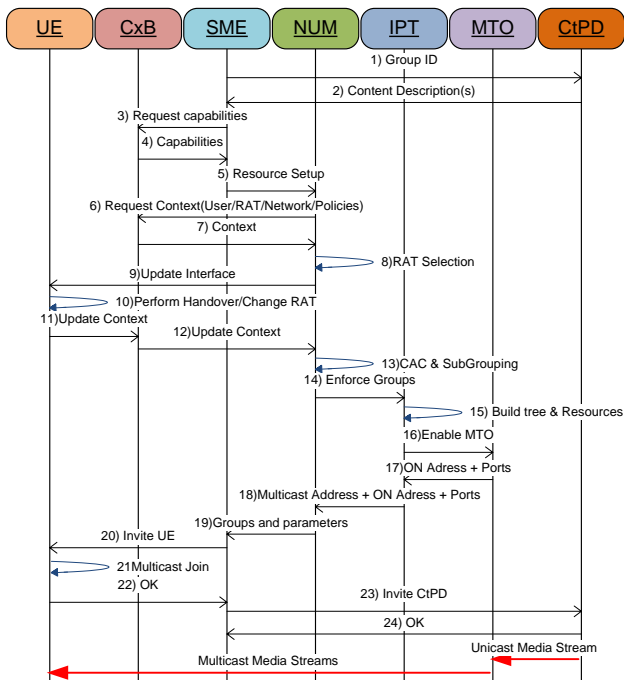 UE CxB SME NUM IPT MTO CtPD
1) Group ID
2) Content Description(s)
3) Request capabilities
4) Capabilities
5) Resource Setup
6) Request Context(User/RAT/Network/Policies)
7) Context
8)RAT Selection
9)Update Interface
10)Perform Handover/Change RAT
11)Update Context
12)Update Context
13)CAC & SubGrouping
14) Enforce Groups
15) Build tree & Resources
16)Enable MTO
17)ON Adress + Ports
18)Multicast Address + ON Adress + Ports
19)Groups and parameters
20) Invite UE
21Multicast Join
22) OK
23) Invite CtPD
24) OK
Unicast Media Stream
Multicast Media Streams